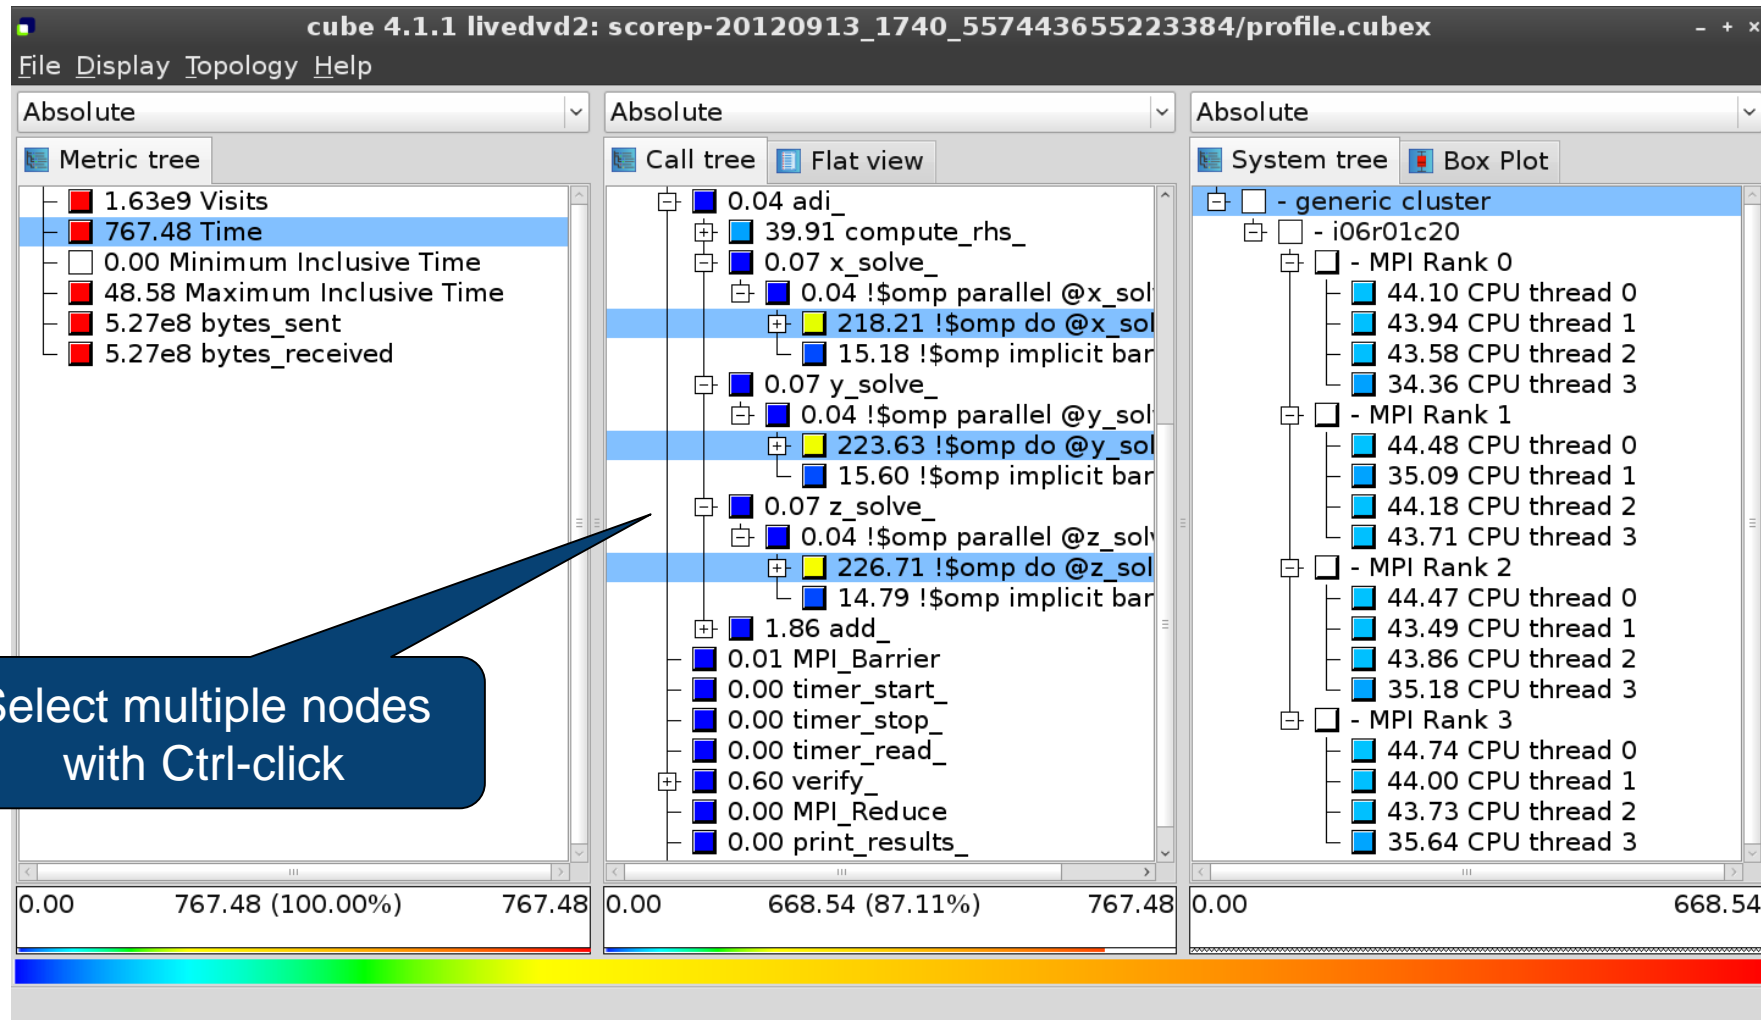 cube 4.1.1 livedvd2: scorep-20120913_1740_557443655223384/profile.cubex
File Display Topology Help
Absolute
Metric tree
1.63e9 Visits
767.48 Time
0.00 Minimum Inclusive Time
48.58 Maximum Inclusive Time
5.27e8 bytes_sent
5.27e8 bytes_received
0.00 767.48 (100.00%) 767.48
Absolute
Call tree Flat view
0.04 adi_
39.91 compute_rhs_
0.07 x_solve_
0.04 !$omp parallel @x_sol
218.21 !$omp do @x_sol
15.18 !$omp implicit bar
0.07 y_solve_
0.04 !$omp parallel @y_sol
223.63 !$omp do @y_sol
15.60 !$omp implicit bar
0.07 z_solve_
0.04 !$omp parallel @z_solv
226.71 !$omp do @z_sol
14.79 !$omp implicit bar
1.86 add_
0.01 MPI_Barrier
0.00 timer_start_
0.00 timer_stop_
0.00 timer_read_
0.60 verify_
0.00 MPI_Reduce
0.00 print_results_
0.00 668.54 (87.11%) 767.48
Absolute
System tree Box Plot
- generic cluster
- i06r01c20
- MPI Rank 0
44.10 CPU thread 0
43.94 CPU thread 1
43.58 CPU thread 2
34.36 CPU thread 3
- MPI Rank 1
44.48 CPU thread 0
35.09 CPU thread 1
44.18 CPU thread 2
43.71 CPU thread 3
- MPI Rank 2
44.47 CPU thread 0
43.49 CPU thread 1
43.86 CPU thread 2
35.18 CPU thread 3
- MPI Rank 3
44.74 CPU thread 0
44.00 CPU thread 1
43.73 CPU thread 2
35.64 CPU thread 3
0.00 668.54
Select multiple nodes
with Ctrl-click